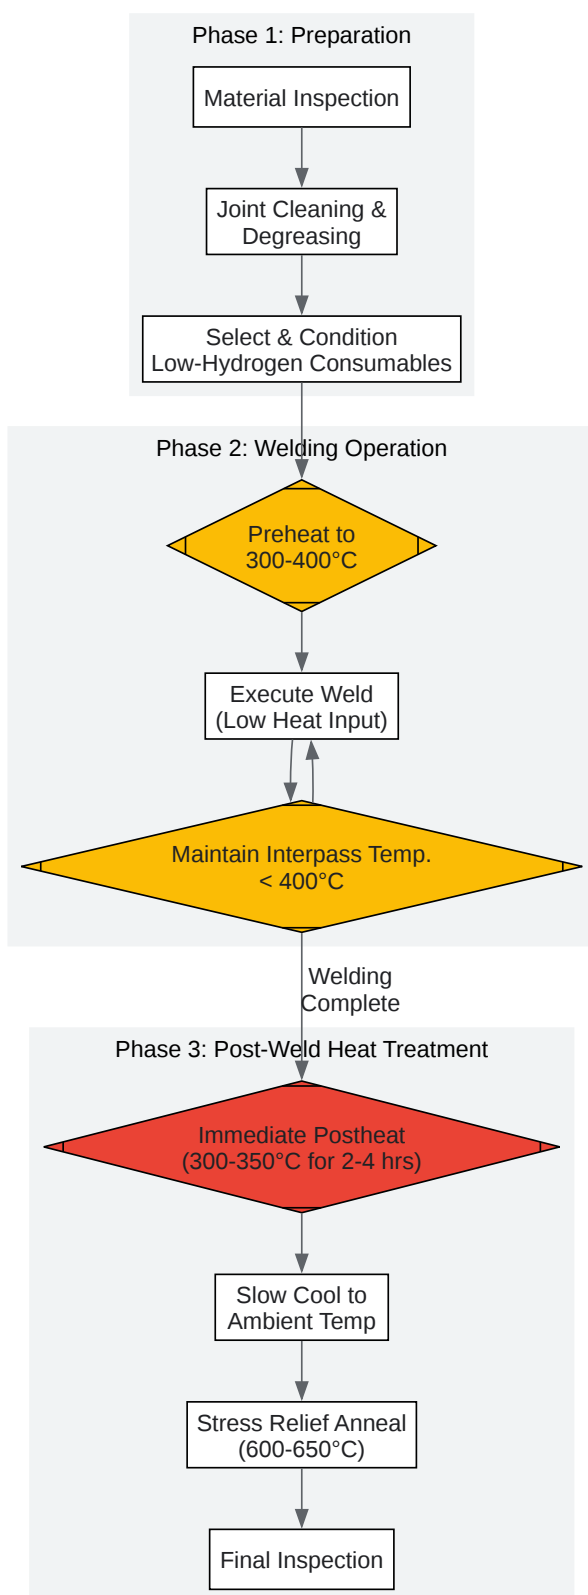 Phase 1: Preparation
Material Inspection
Joint Cleaning &
Degreasing
Select & Condition
Low-Hydrogen Consumables
Phase 2: Welding Operation
Preheat to
300-400°C
Execute Weld
(Low Heat Input)
Maintain Interpass Temp.
< 400°C
Welding
Complete
Phase 3: Post-Weld Heat Treatment
Immediate Postheat
(300-350°C for 2-4 hrs)
Slow Cool to
Ambient Temp
Stress Relief Anneal
(600-650°C)
Final Inspection